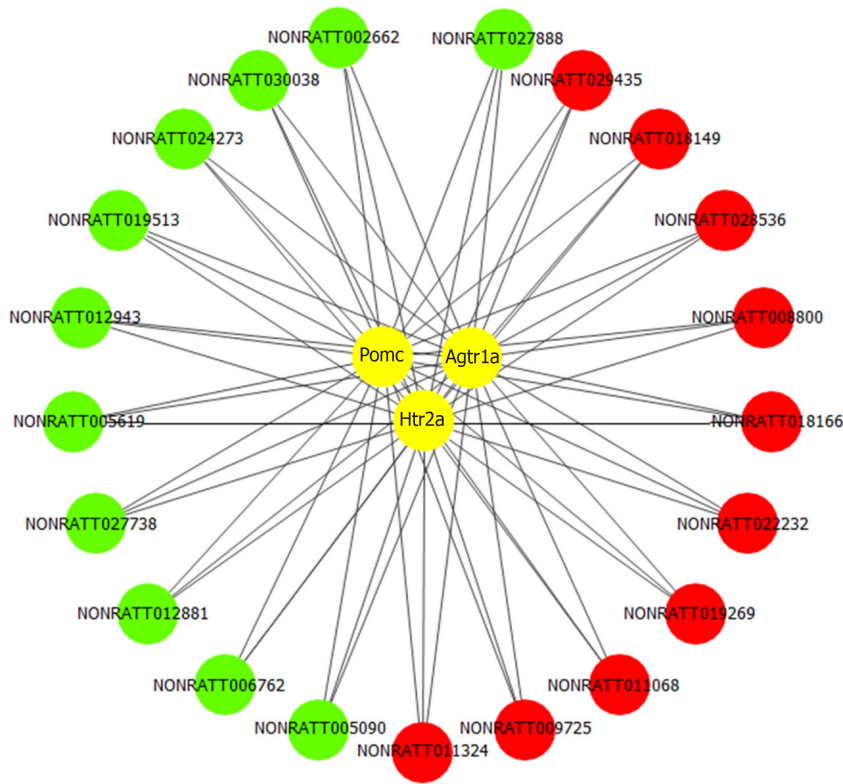 NONRATT002662
NONRATT027888
NONRATT030038
NONRATT029435
NONRATT024273
NONRATT018149
NONRATT019513
NONRATT028536
NONRATT012943
NONRATT008800
Pomc
Agtr1a
Htr2a
NONRATT005619
NONRATT018166
NONRATT027738
NONRATT022232
NONRATT012881
NONRATT019269
NONRATT006762
NONRATT011068
NONRATT005090
NONRATT009725
NONRATT011324